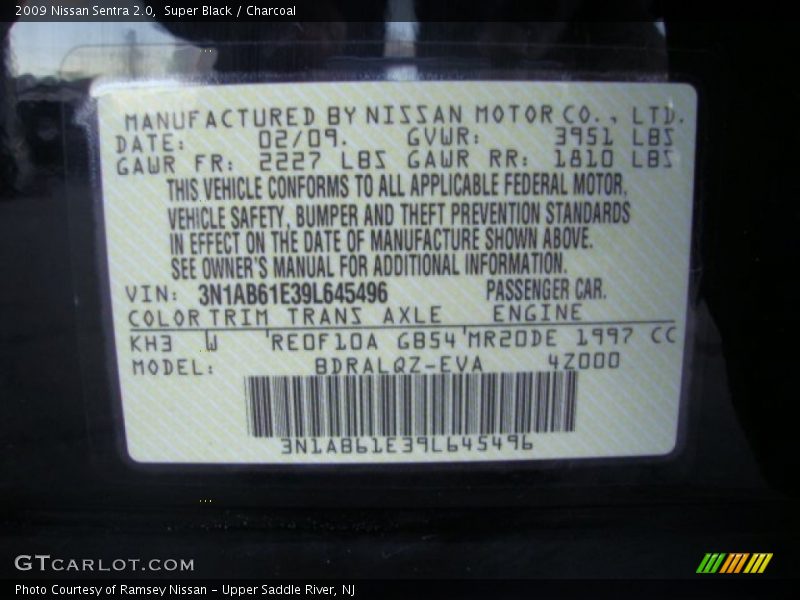 2009 Nissan Sentra 2.0,  Super Black / Charcoal
MANUFACTURED BY NISSAN MOTOR CO., LTD.
DATE: 02/09. GVWR: 3951 LBS
GAWR FR: 2227 LBS GAWR RR: 1810 LBS
THIS VEHICLE CONFORMS TO ALL APPLICABLE FEDERAL MOTOR,
VEHICLE SAFETY, BUMPER AND THEFT PREVENTION STANDARDS
IN EFFECT ON THE DATE OF MANUFACTURE SHOWN ABOVE.
SEE OWNER'S MANUAL FOR ADDITIONAL INFORMATION.
VIN: 3N1AB61E39L645496 PASSENGER CAR.
COLOR TRIM TRANS AXLE ENGINE
KH3 W 'RE0F10A GB54'MR20DE 1997 CC
MODEL: BDRALQZ-EVA 4Z000
3N1AB61E39L645496
GTCARLOT.COM
Photo Courtesy of Ramsey Nissan - Upper Saddle River, NJ